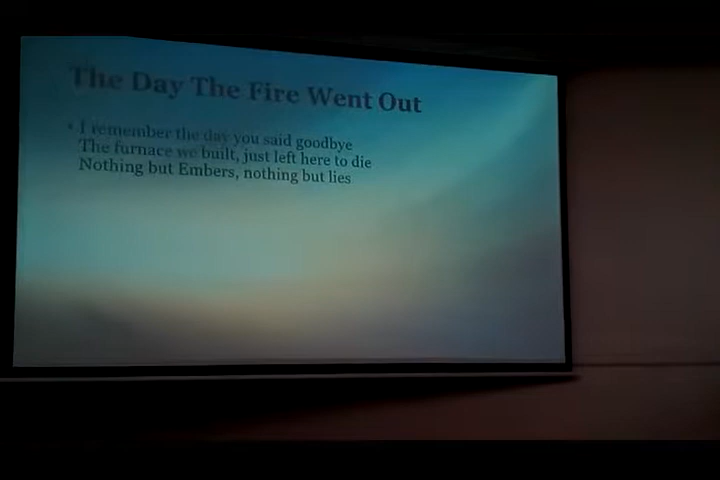 The Day The Fire Went Out
• I remember the day you said goodbye
The furnace we built, just left here to die
Nothing but Embers, nothing but lies